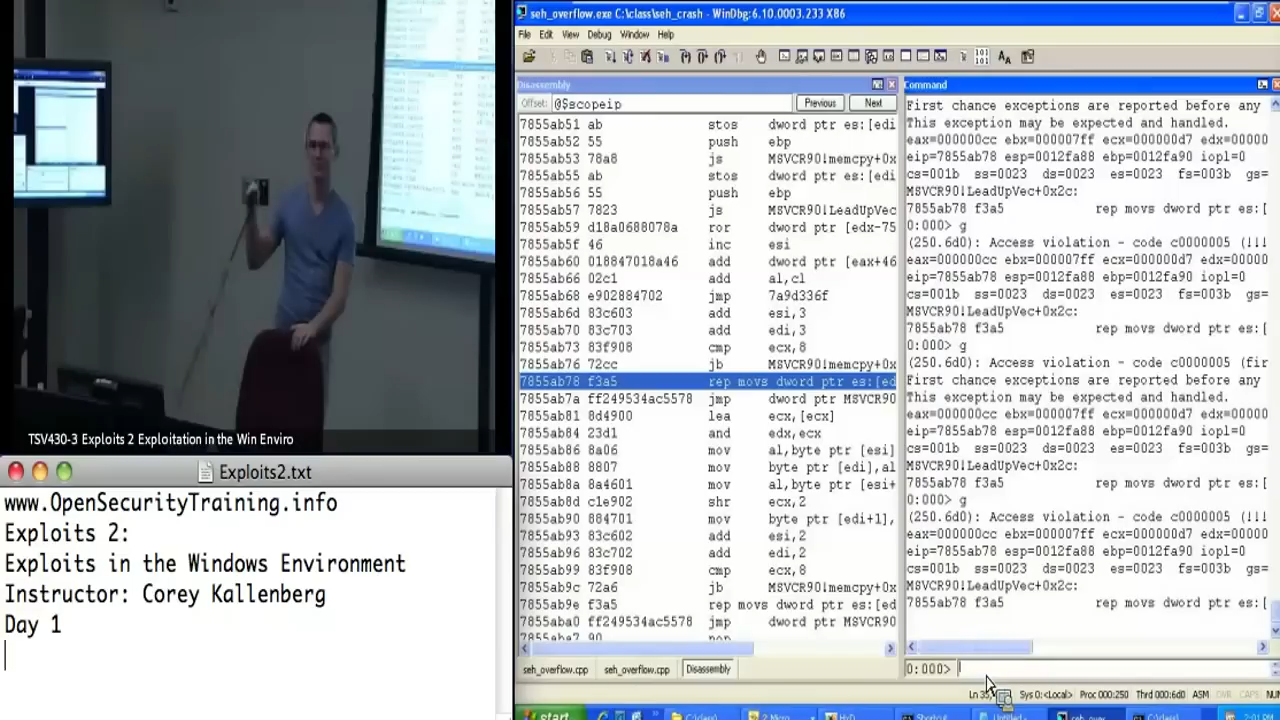 TSV430-3 Exploits 2 Exploitation in the Win Enviro
Exploits2.txt
www.OpenSecurityTraining.info
Exploits 2:
Exploits in the Windows Environment
Instructor: Corey Kallenberg
Day 1
seh_overflow.exe C:\class\seh_crash - WinDbg:6.10.0003.233 X86
File Edit View Debug Window Help
Disassembly
Offset: @$scopeip Previous Next
7855ab51 ab stos dword ptr es:[edi
7855ab52 55 push ebp
7855ab53 78a8 js MSVCR90!memcpy+0x
7855ab55 ab stos dword ptr es:[edi
7855ab56 55 push ebp
7855ab57 7823 js MSVCR90!LeadUpVec
7855ab59 d18a0688078a ror dword ptr [edx-75
7855ab5f 46 inc esi
7855ab60 018847018a46 add dword ptr [eax+46
7855ab66 02c1 add al,cl
7855ab68 e902884702 jmp 7a9d336f
7855ab6d 83c603 add esi,3
7855ab70 83c703 add edi,3
7855ab73 83f908 cmp ecx,8
7855ab76 72cc jb MSVCR90!memcpy+0x
7855ab78 f3a5 rep movs dword ptr es:[ed
7855ab7a ff249534ac5578 jmp dword ptr MSVCR90
7855ab81 8d4900 lea ecx,[ecx]
7855ab84 23d1 and edx,ecx
7855ab86 8a06 mov al,byte ptr [esi]
7855ab88 8807 mov byte ptr [edi],al
7855ab8a 8a4601 mov al,byte ptr [esi+
7855ab8d c1e902 shr ecx,2
7855ab90 884701 mov byte ptr [edi+1],
7855ab93 83c602 add esi,2
7855ab96 83c702 add edi,2
7855ab99 83f908 cmp ecx,8
7855ab9c 72a6 jb MSVCR90!memcpy+0x
7855ab9e f3a5 rep movs dword ptr es:[ed
7855aba0 ff249534ac5578 jmp dword ptr MSVCR90
7855aba7 90 nop
seh_overflow.cpp seh_overflow.cpp Disassembly
Command
First chance exceptions are reported before any
This exception may be expected and handled.
eax=000000cc ebx=000007ff ecx=000000d7 edx=0000
eip=7855ab78 esp=0012fa88 ebp=0012fa90 iopl=0
cs=001b ss=0023 ds=0023 es=0023 fs=003b gs=
MSVCR90!LeadUpVec+0x2c:
7855ab78 f3a5 rep movs dword ptr es:[
0:000> g
(250.6d0): Access violation - code c0000005 (!!!
eax=000000cc ebx=000007ff ecx=000000d7 edx=0000
eip=7855ab78 esp=0012fa88 ebp=0012fa90 iopl=0
cs=001b ss=0023 ds=0023 es=0023 fs=003b gs=
MSVCR90!LeadUpVec+0x2c:
7855ab78 f3a5 rep movs dword ptr es:[
0:000> g
(250.6d0): Access violation - code c0000005 (fir
First chance exceptions are reported before any
This exception may be expected and handled.
eax=000000cc ebx=000007ff ecx=000000d7 edx=0000
eip=7855ab78 esp=0012fa88 ebp=0012fa90 iopl=0
cs=001b ss=0023 ds=0023 es=0023 fs=003b gs=
MSVCR90!LeadUpVec+0x2c:
7855ab78 f3a5 rep movs dword ptr es:[
0:000> g
(250.6d0): Access violation - code c0000005 (!!!
eax=000000cc ebx=000007ff ecx=000000d7 edx=0000
eip=7855ab78 esp=0012fa88 ebp=0012fa90 iopl=0
cs=001b ss=0023 ds=0023 es=0023 fs=003b gs=
MSVCR90!LeadUpVec+0x2c:
7855ab78 f3a5 rep movs dword ptr es:[
0:000>
Sys 0:<Local> Proc 000:250 Thrd 000:6d0 ASM OVR CAPS NUM
start